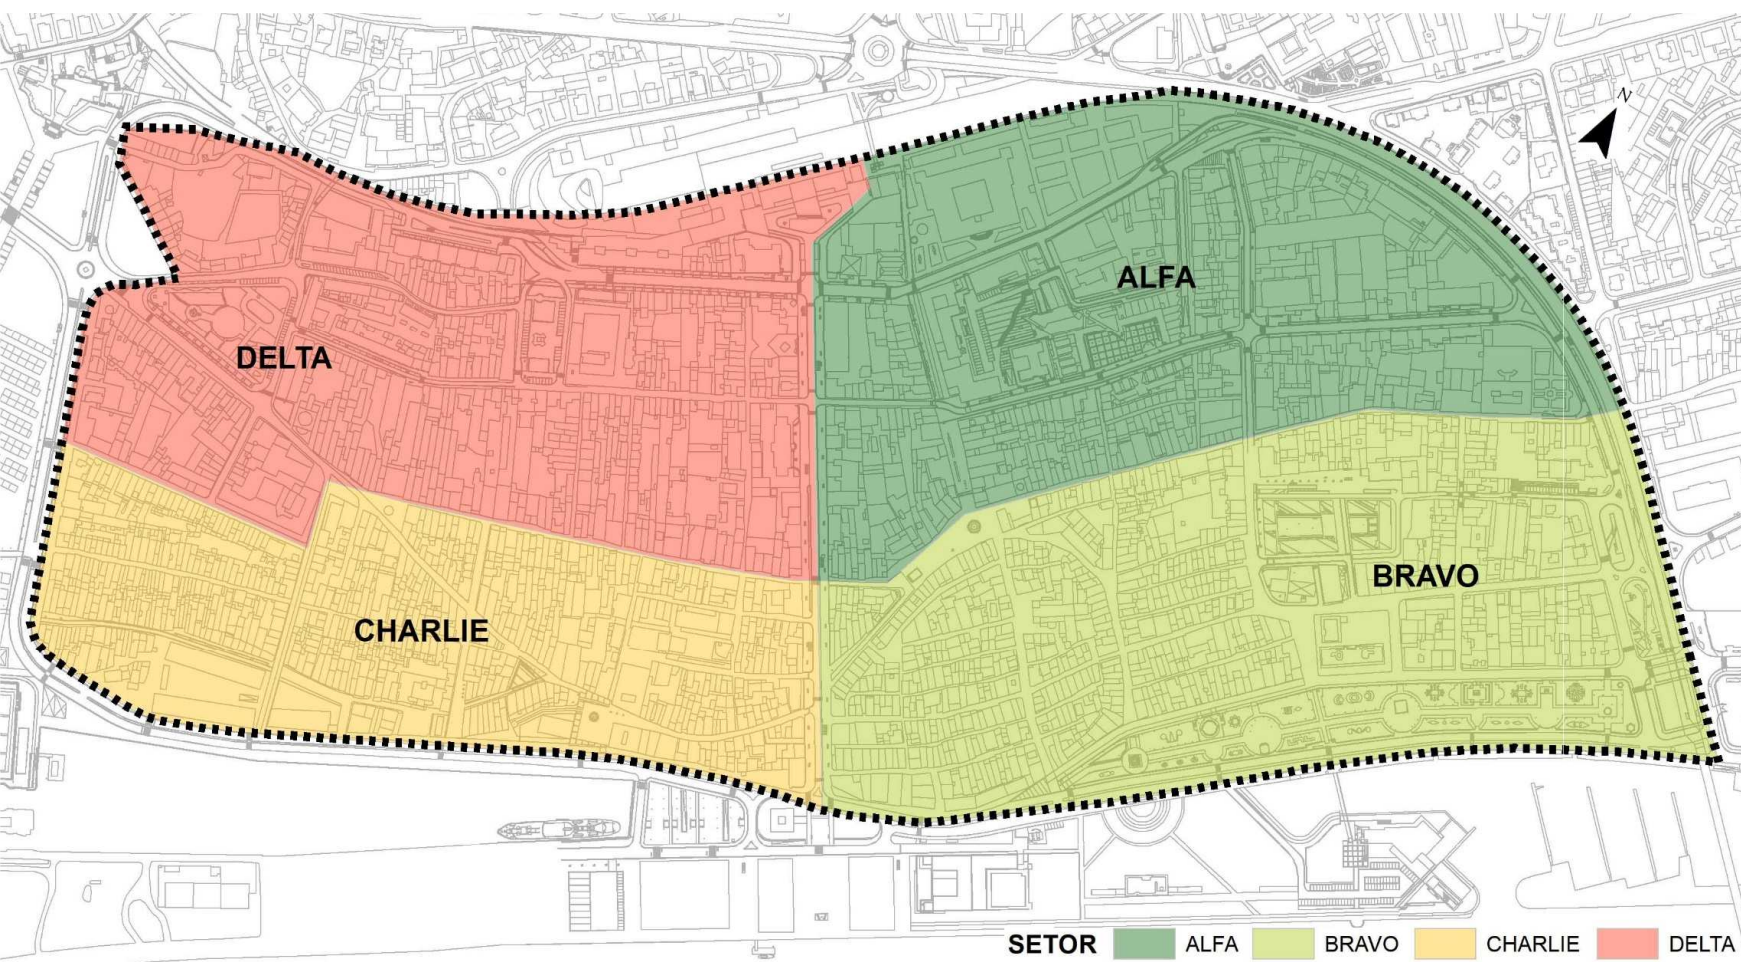 N
ALFA
DELTA
BRAVO
CHARLIE
SETOR ALFA BRAVO CHARLIE DELTA